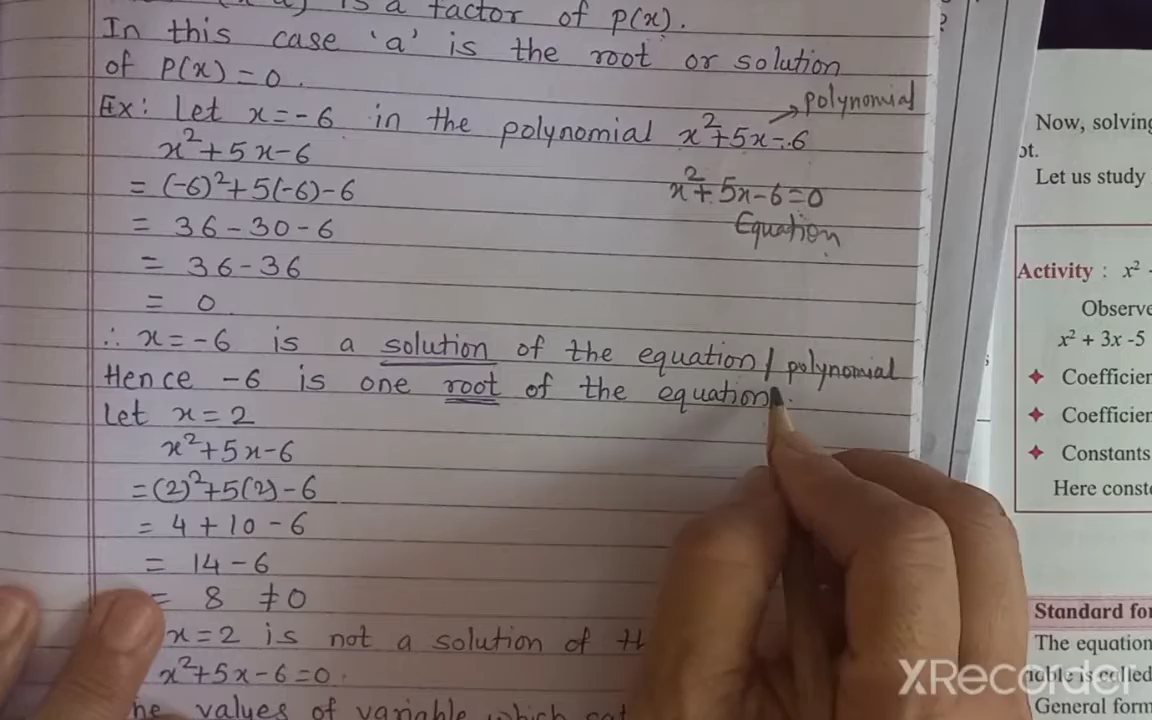 is a factor of P(x).
In this case 'a' is the root or solution
of P(x) = 0.
→ polynomial
Ex: Let x = -6 in the polynomial x²+5x-6
x²+5x-6
= (-6)²+5(-6)-6
= 36-30-6
= 36-36
= 0
x²+5x-6=0
Equation
∴ x = -6 is a solution of the equation / polynomial
Hence -6 is one root of the equation.
Let x = 2
x²+5x-6
= (2)²+5(2)-6
= 4+10-6
= 14-6
= 8 ≠0
x=2 is not a solution of
x²+5x-6=0.
values of variable which
Now, solving
ot.
Let us study
Activity : x²
Observe
x² + 3x -5
✦ Coefficien
✦ Coefficien
✦ Constants
Here const
Standard for
The equation
iable is called
General form
XRecorder